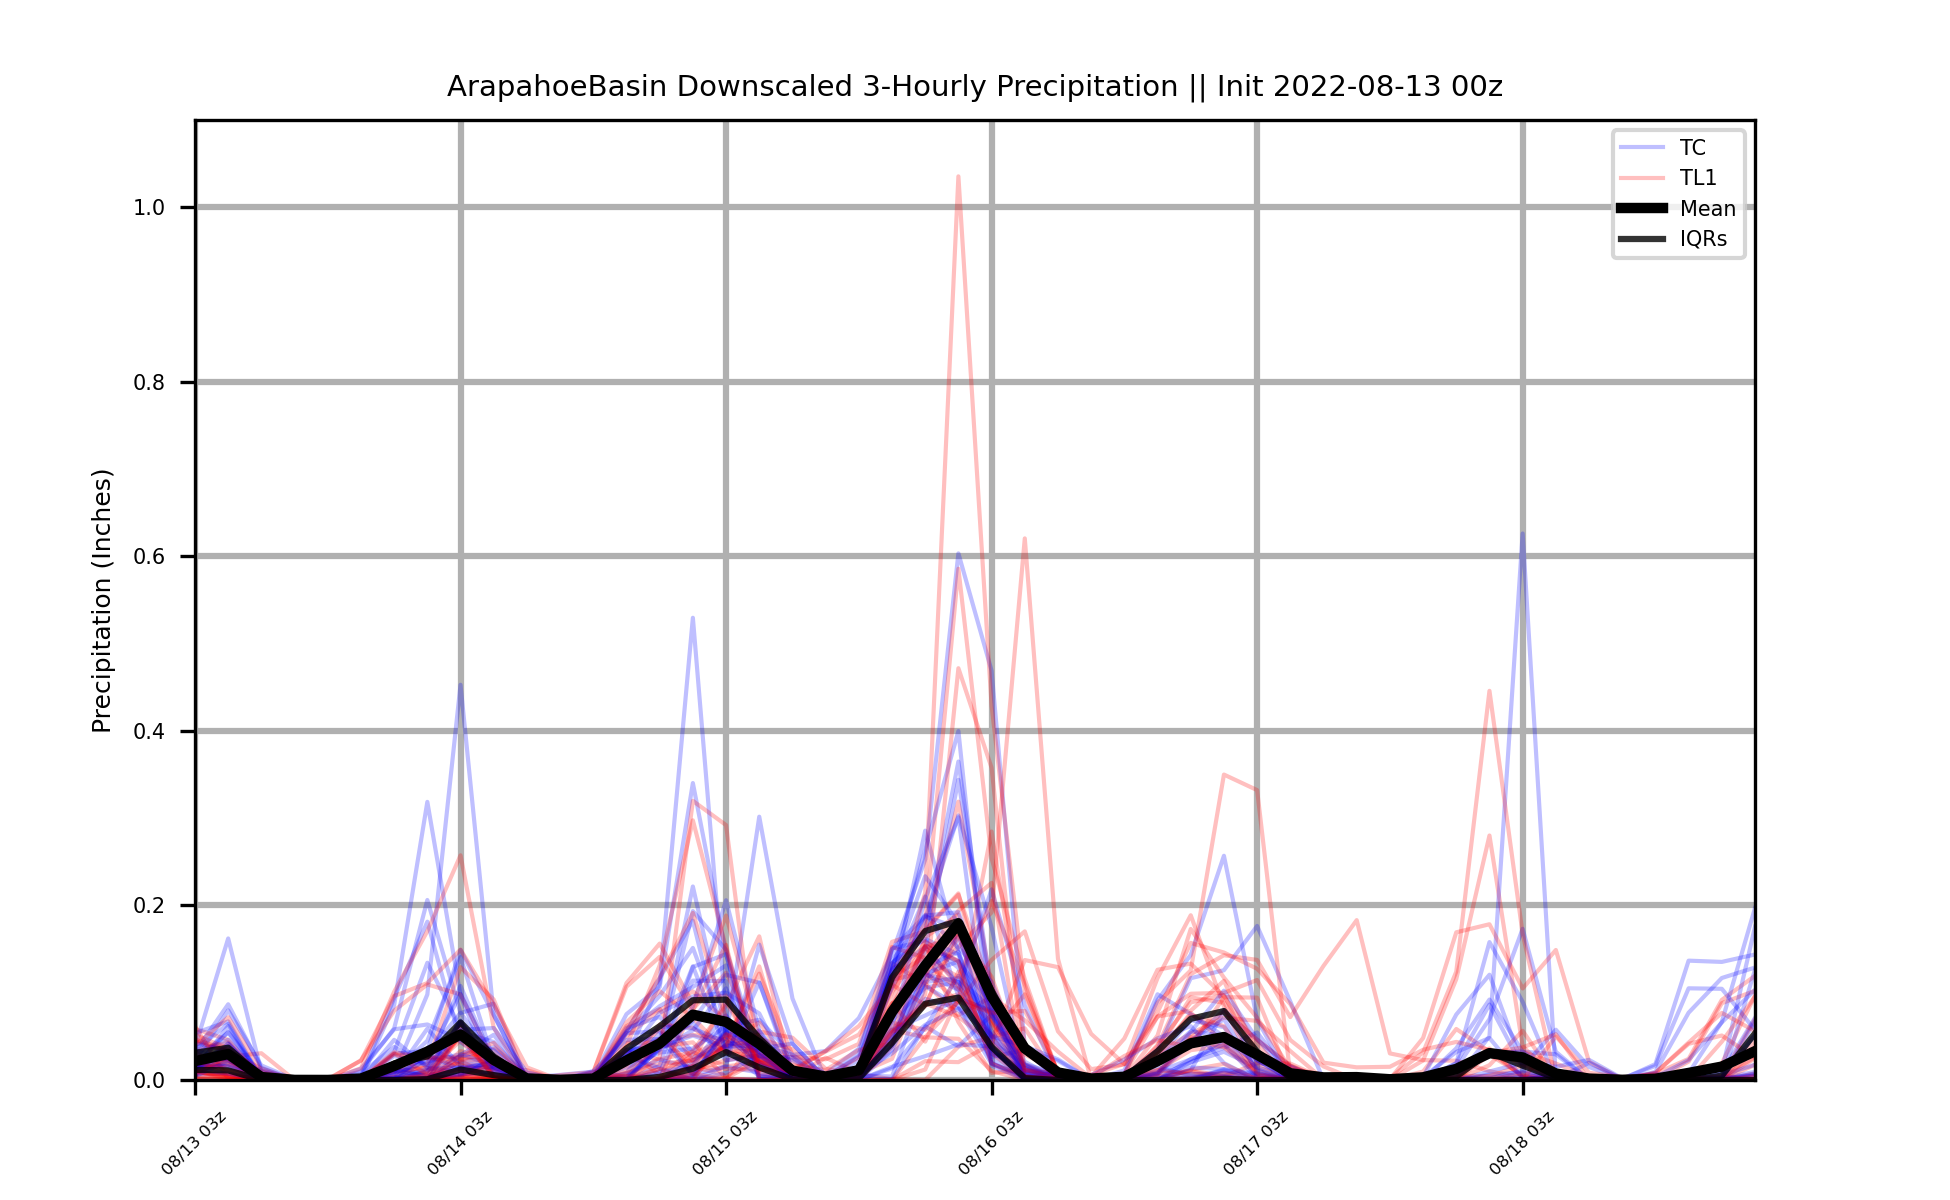 ArapahoeBasin Downscaled 3-Hourly Precipitation || Init 2022-08-13 00z
TC
TL1
Mean
IQRs
Precipitation (Inches)
1.0
0.8
0.6
0.4
0.2
0.0
08/13 03z
08/14 03z
08/15 03z
08/16 03z
08/17 03z
08/18 03z